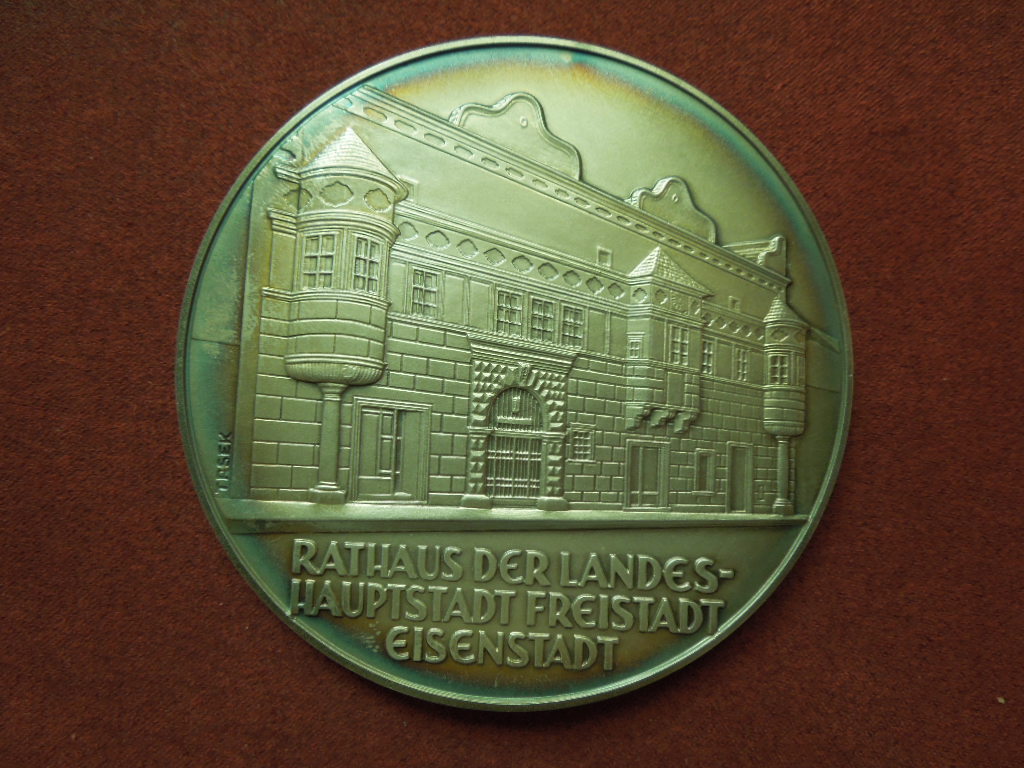 RATHAUS DER LANDES-
HAUPTSTADT FREISTADT
EISENSTADT